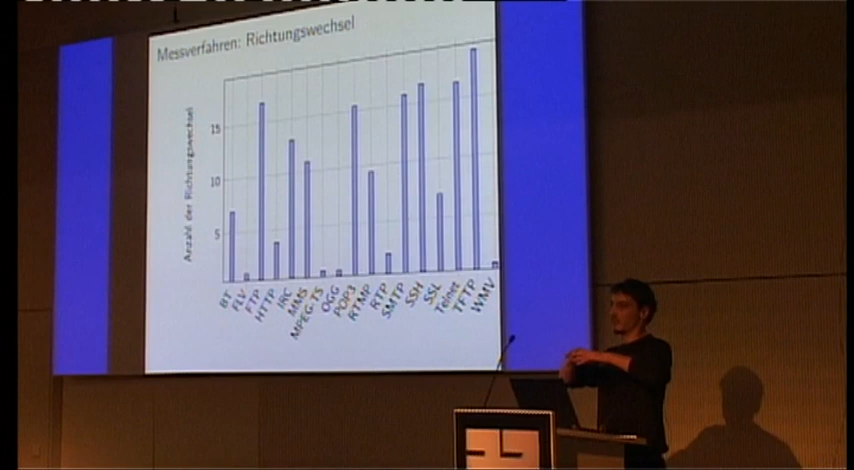 Messverfahren: Richtungswechsel
Anzahl der Richtungswechsel
15
10
5
BT
FLV
FTP
HTTP
IRC
MMS
MPEG-TS
OGG
POP3
RTMP
RTP
SMTP
SSH
SSL
Telnet
TFTP
WMV